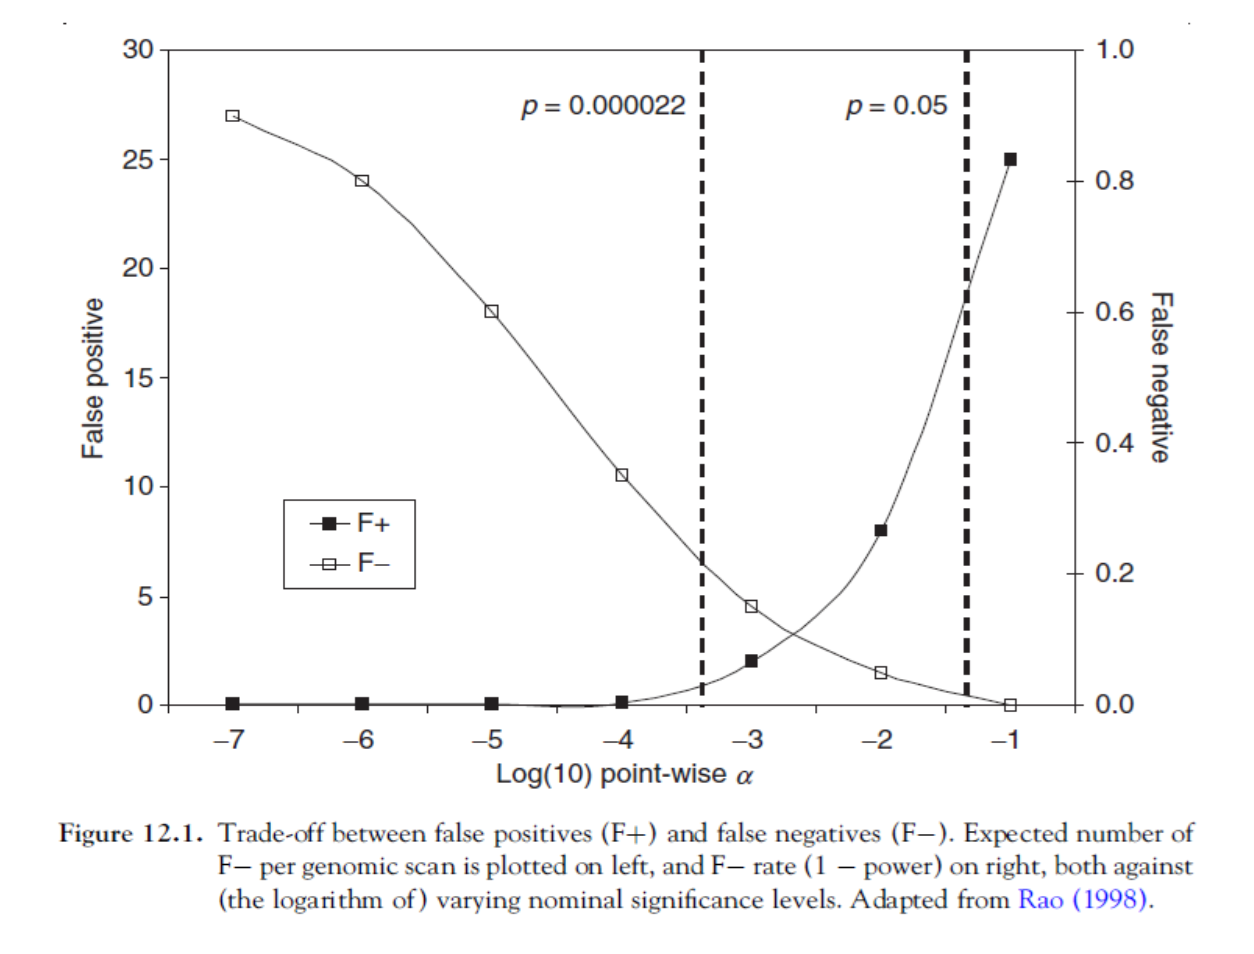 30
25
20
15
10
5
0
False positive
p = 0.000022
p = 0.05
1.0
0.8
0.6
0.4
0.2
0.0
False negative
F+
F–
–7 –6 –5 –4 –3 –2 –1
Log(10) point-wise α
Figure 12.1. Trade-off between false positives (F+) and false negatives (F–). Expected number of
F– per genomic scan is plotted on left, and F– rate (1 – power) on right, both against
(the logarithm of) varying nominal significance levels. Adapted from Rao (1998).